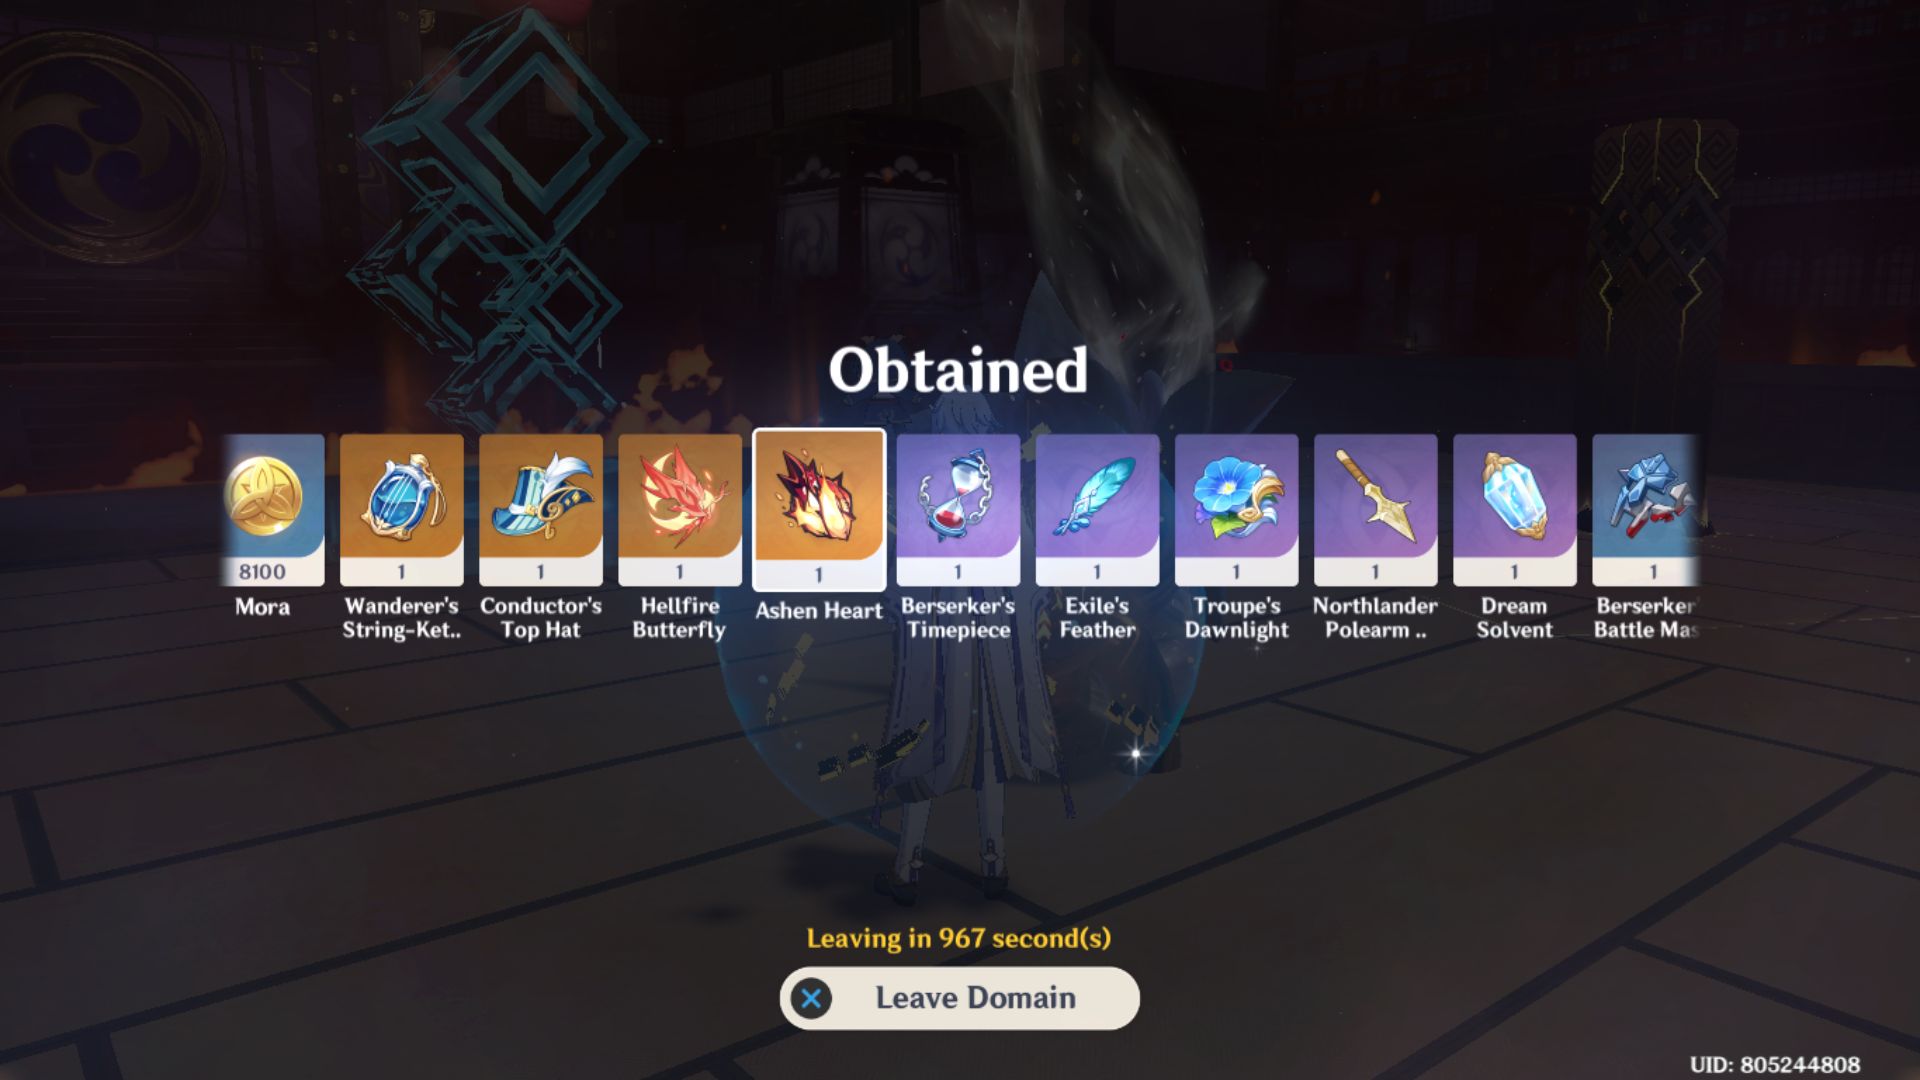 Obtained
8100
1
1
1
1
1
1
1
1
1
1
Mora
Wanderer's
String-Ket..
Conductor's
Top Hat
Hellfire
Butterfly
Ashen Heart
Berserker's
Timepiece
Exile's
Feather
Troupe's
Dawnlight
Northlander
Polearm ..
Dream
Solvent
Berserker'
Battle Mas
Leaving in 967 second(s)
Leave Domain
UID: 805244808